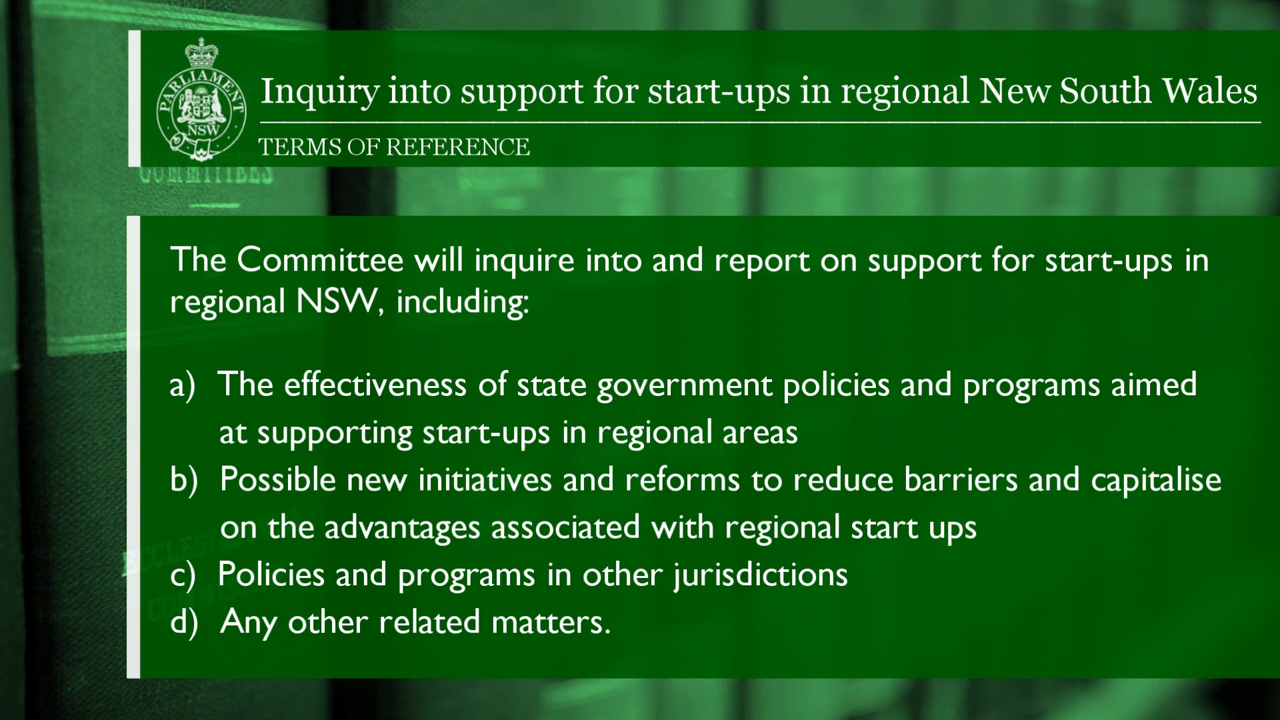 PARLIAMENT
NSW
Inquiry into support for start-ups in regional New South Wales
TERMS OF REFERENCE
COMMITTEES
The Committee will inquire into and report on support for start-ups in
regional NSW, including:
a) The effectiveness of state government policies and programs aimed
at supporting start-ups in regional areas
b) Possible new initiatives and reforms to reduce barriers and capitalise
on the advantages associated with regional start ups
c) Policies and programs in other jurisdictions
d) Any other related matters.